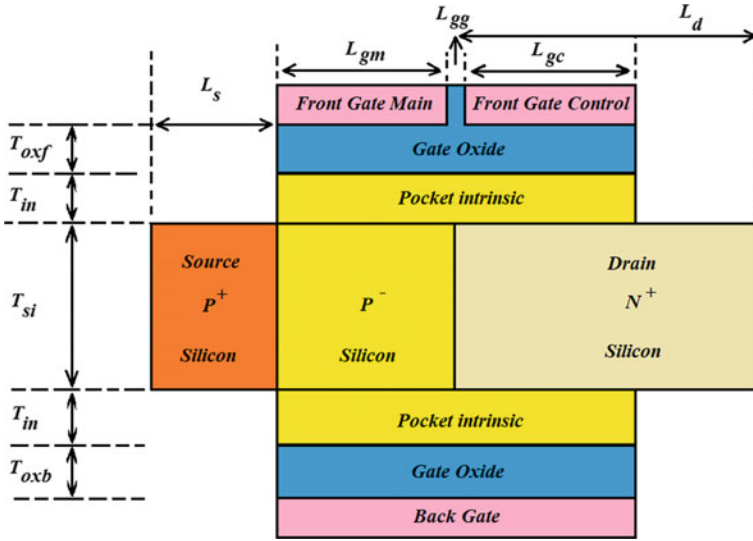 L_gg
L_d
L_gm
L_gc
L_s
Front Gate Main
Front Gate Control
T_oxf
Gate Oxide
T_in
Pocket intrinsic
Source
Drain
T_si
P^+
P^-
N^+
Silicon
Silicon
Silicon
T_in
Pocket intrinsic
T_oxb
Gate Oxide
Back Gate